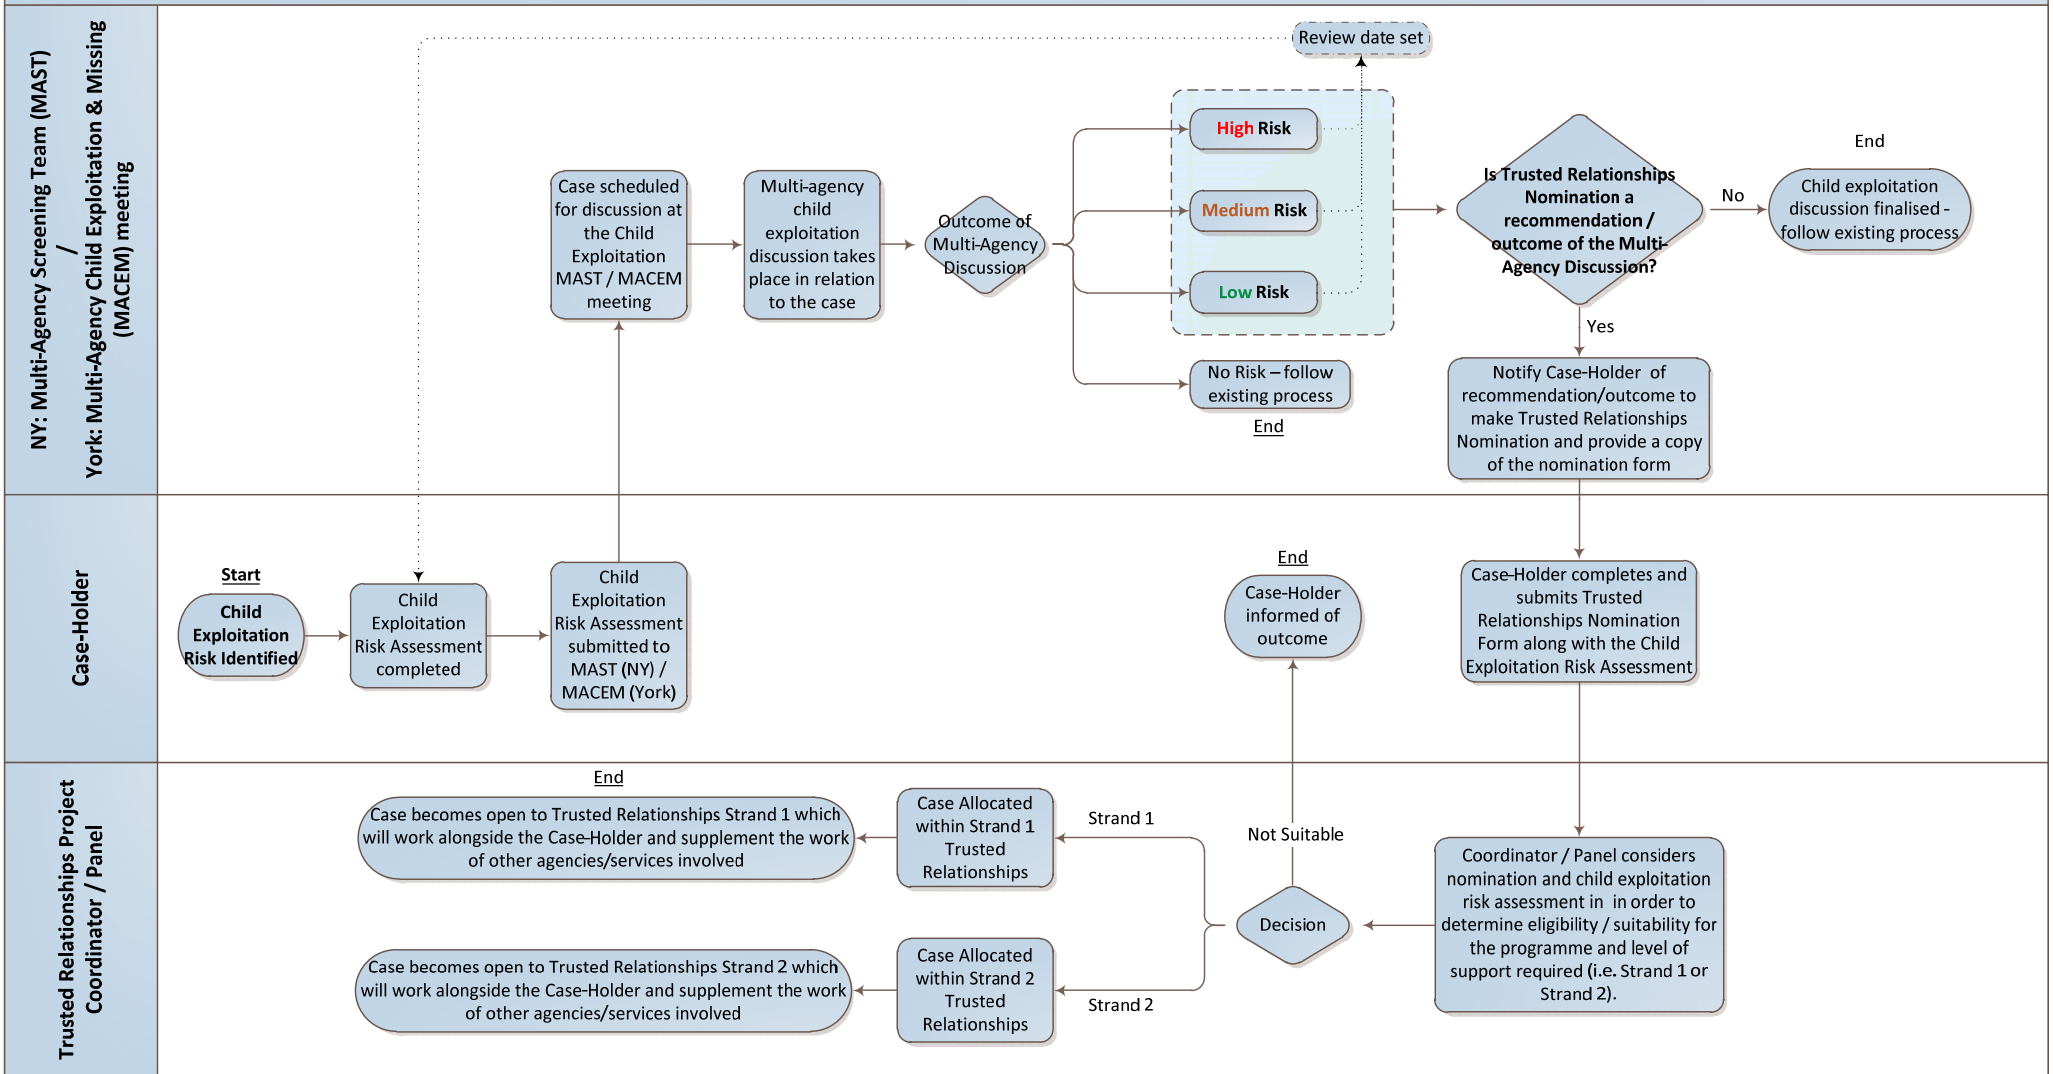 NY: Multi-Agency Screening Team (MAST)
/
York: Multi-Agency Child Exploitation & Missing
(MACEM) meeting
Review date set
High Risk
Medium Risk
Low Risk
No Risk – follow
existing process
End
Case scheduled
for discussion at
the Child
Exploitation
MAST / MACEM
meeting
Multi-agency
child
exploitation
discussion takes
place in relation
to the case
Outcome of
Multi-Agency
Discussion
Is Trusted Relationships
Nomination a
recommendation /
outcome of the Multi-
Agency Discussion?
No
End
Child exploitation
discussion finalised -
follow existing process
Yes
Notify Case-Holder of
recommendation/outcome to
make Trusted Relationships
Nomination and provide a copy
of the nomination form
Case-Holder
Start
Child
Exploitation
Risk Identified
Child
Exploitation
Risk Assessment
completed
Child
Exploitation
Risk Assessment
submitted to
MAST (NY) /
MACEM (York)
End
Case-Holder
informed of
outcome
Case-Holder completes and
submits Trusted
Relationships Nomination
Form along with the Child
Exploitation Risk Assessment
Trusted Relationships Project
Coordinator / Panel
End
Case becomes open to Trusted Relationships Strand 1 which
will work alongside the Case-Holder and supplement the work
of other agencies/services involved
Case Allocated
within Strand 1
Trusted
Relationships
Strand 1
Not Suitable
Decision
Coordinator / Panel considers
nomination and child exploitation
risk assessment in in order to
determine eligibility / suitability for
the programme and level of
support required (i.e. Strand 1 or
Strand 2).
Case becomes open to Trusted Relationships Strand 2 which
will work alongside the Case-Holder and supplement the work
of other agencies/services involved
Case Allocated
within Strand 2
Trusted
Relationships
Strand 2